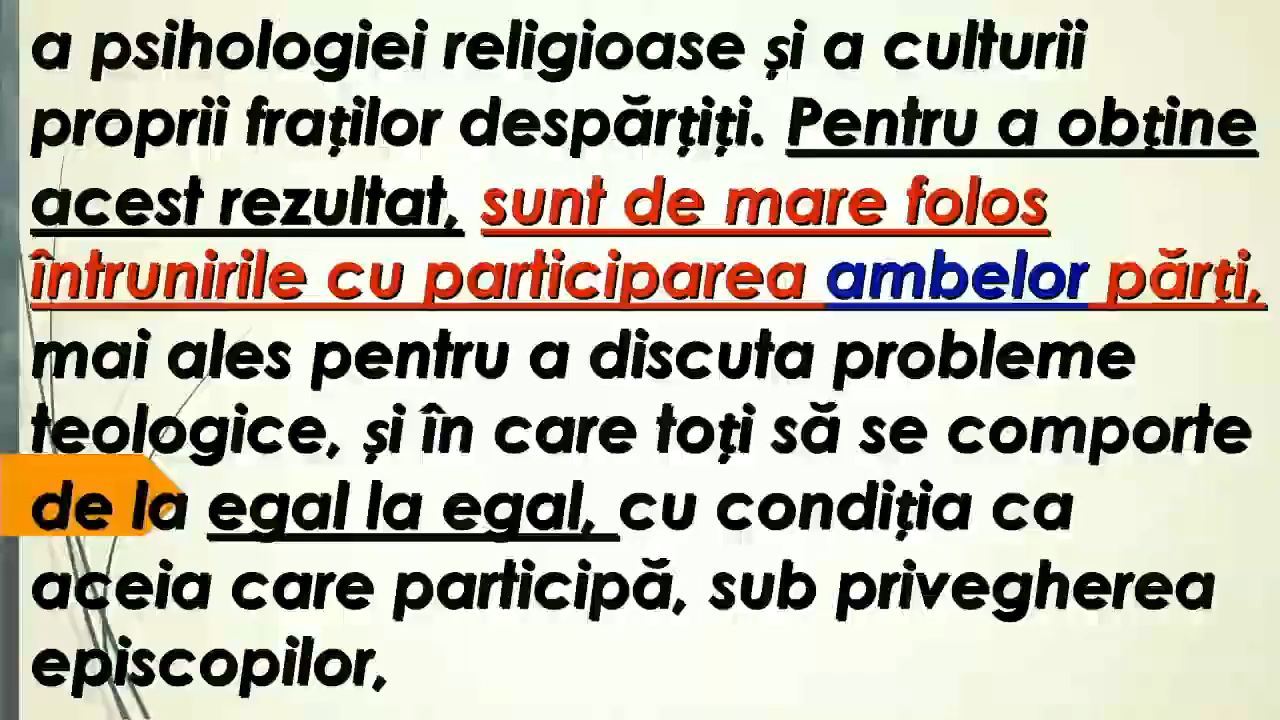 a psihologiei religioase și a culturii
proprii fraților despărțiți. Pentru a obține
acest rezultat, sunt de mare folos
întrunirile cu participarea ambelor părți,
mai ales pentru a discuta probleme
teologice, și în care toți să se comporte
de la egal la egal, cu condiția ca
aceia care participă, sub privegherea
episcopilor,